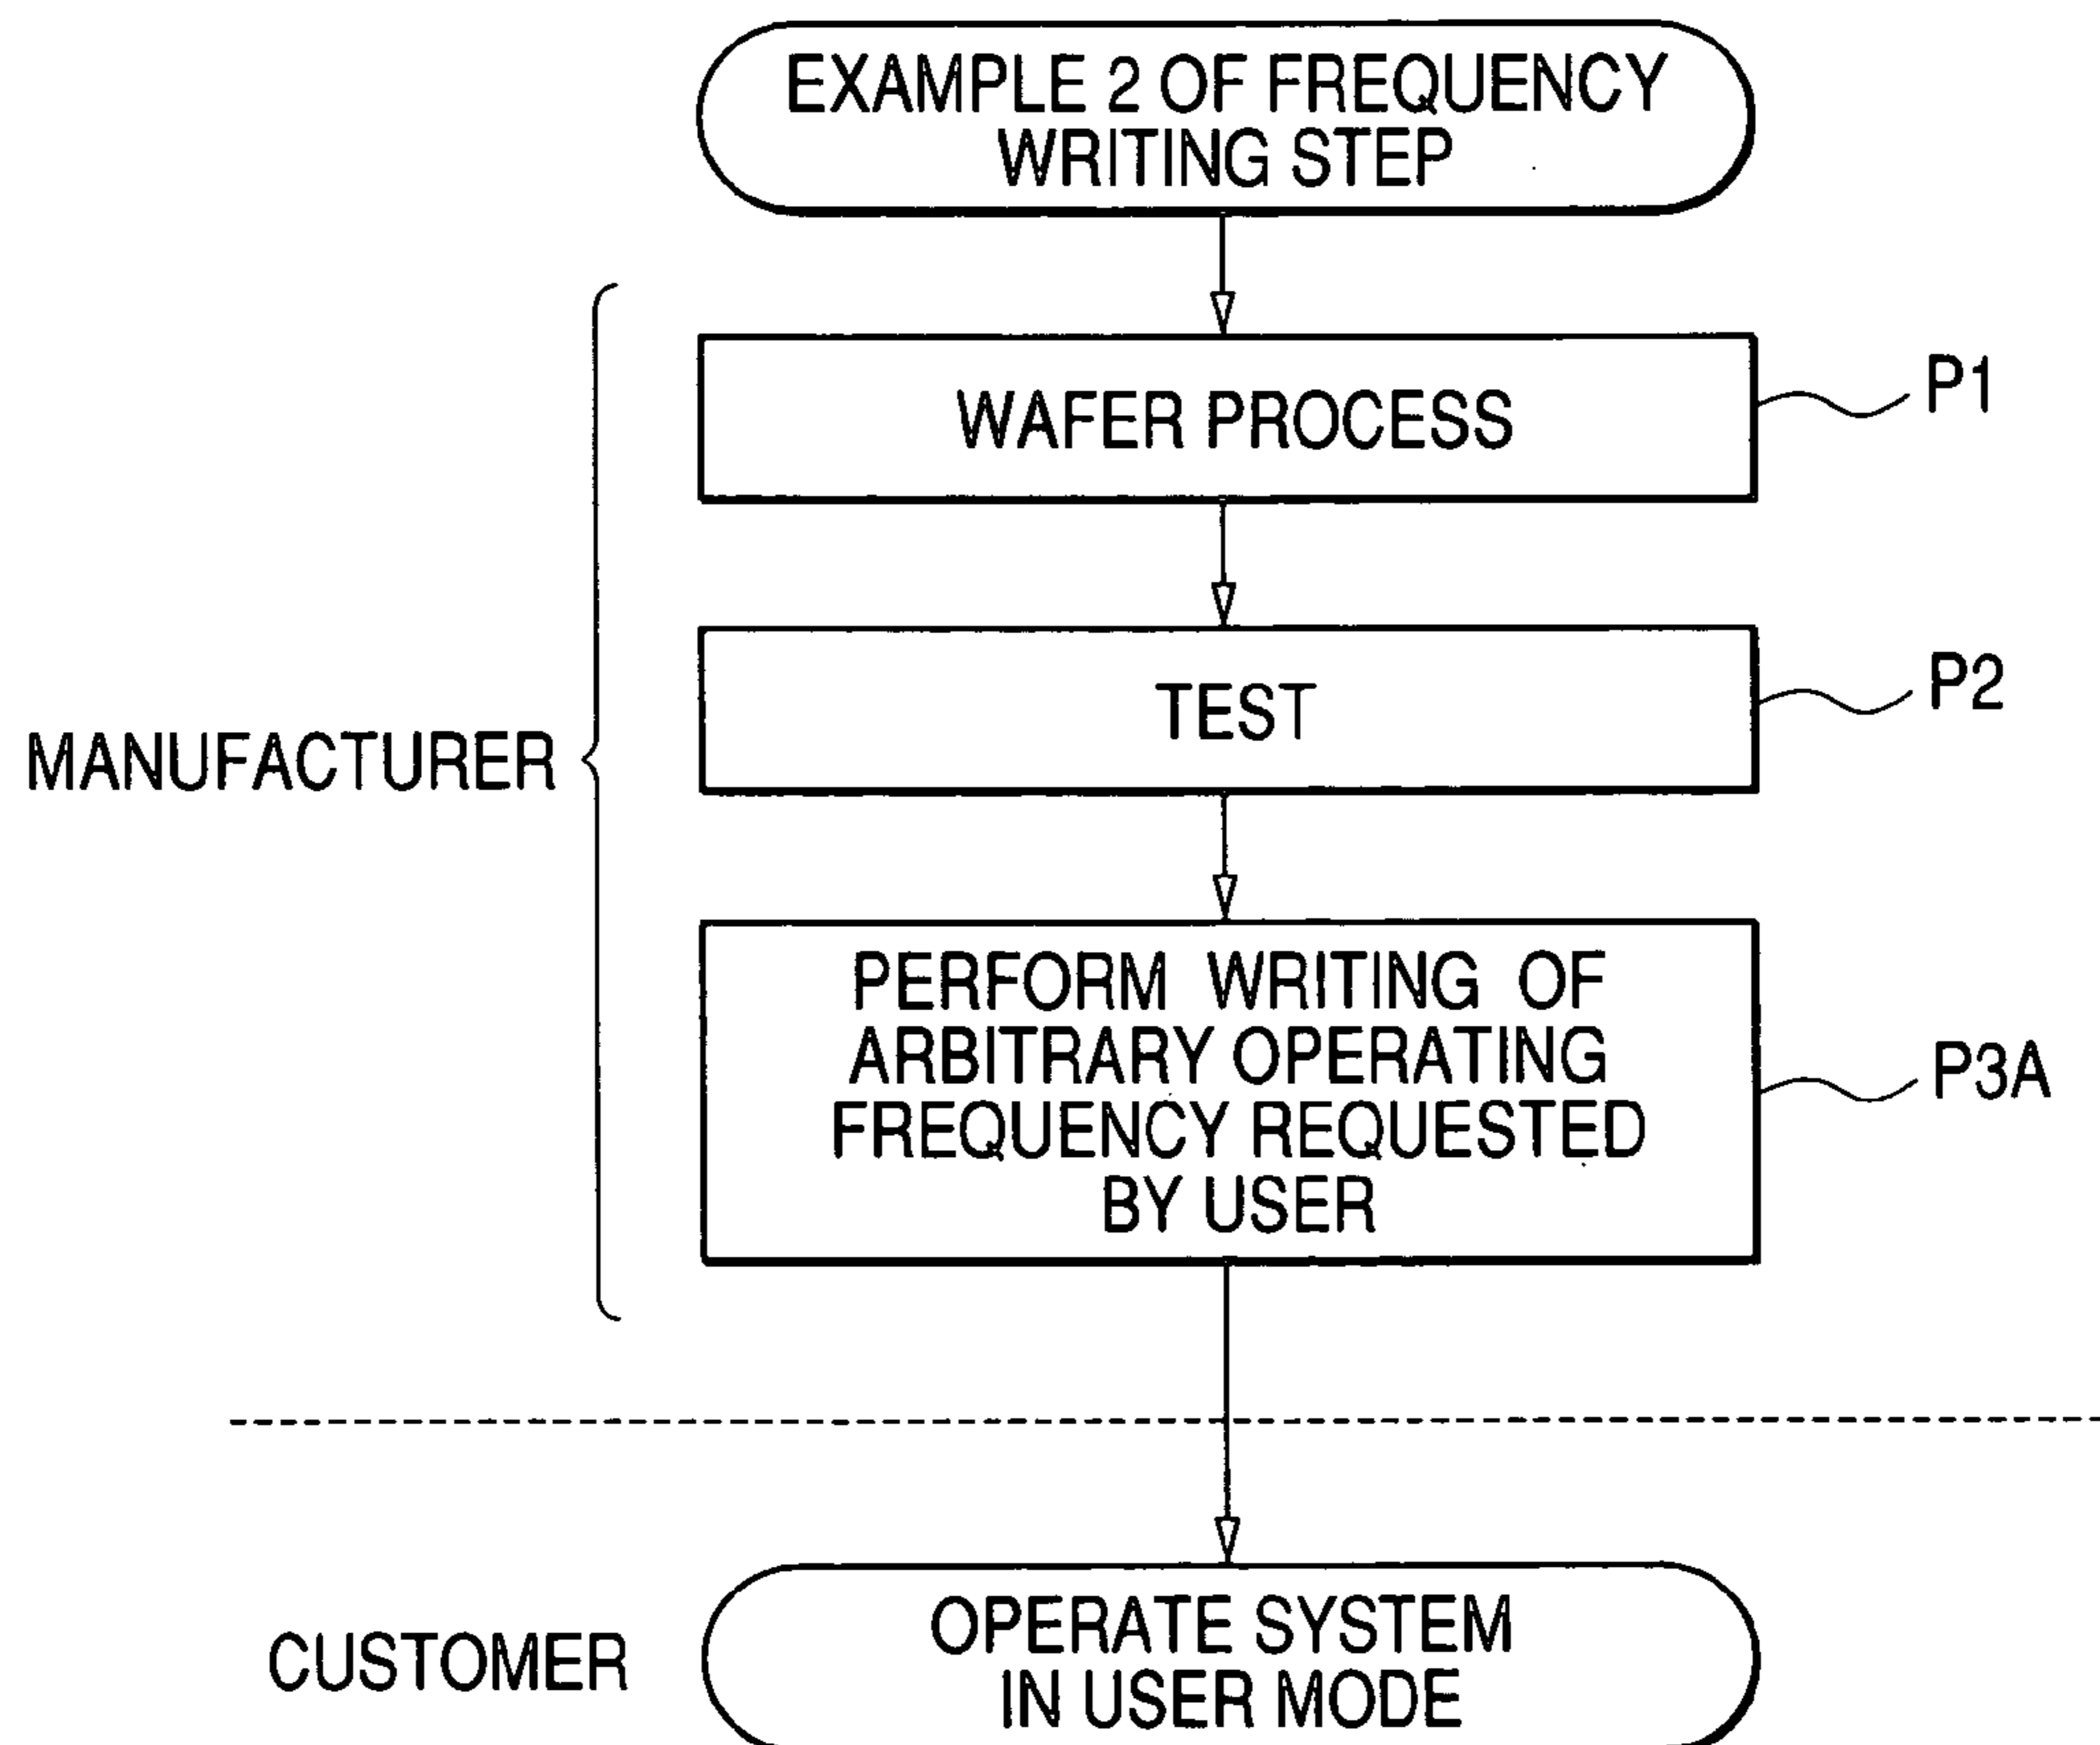 EXAMPLE 2 OF FREQUENCY
WRITING STEP
WAFER PROCESS
P1
TEST
P2
MANUFACTURER
PERFORM WRITING OF
ARBITRARY OPERATING
FREQUENCY REQUESTED
BY USER
P3A
CUSTOMER
OPERATE SYSTEM
IN USER MODE